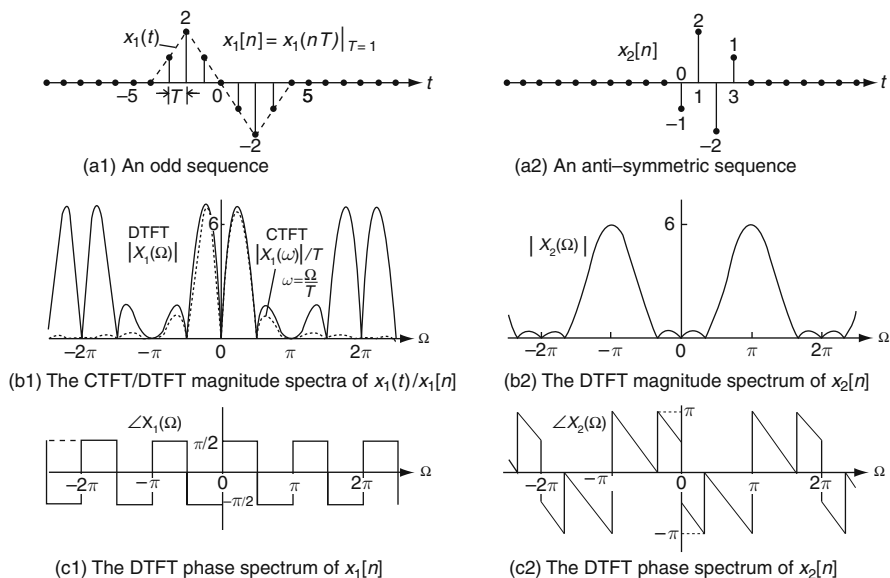 2
x₁(t)
x₁[n] = x₁(nT)|T=1
−5
T
0
5
−2
t
(a1) An odd sequence
x₂[n]
2
1
0
1
3
−1
−2
t
(a2) An anti–symmetric sequence
DTFT
|X₁(Ω)|
6
CTFT
|X₁(ω)|/T
ω=Ω/T
−2π
−π
0
π
2π
Ω
(b1) The CTFT/DTFT magnitude spectra of x₁(t)/x₁[n]
|X₂(Ω)|
6
−2π
−π
0
π
2π
Ω
(b2) The DTFT magnitude spectrum of x₂[n]
∠X₁(Ω)
π/2
−2π
−π
0
π
2π
Ω
−π/2
(c1) The DTFT phase spectrum of x₁[n]
π
∠X₂(Ω)
−2π
−π
0
π
2π
Ω
−π
(c2) The DTFT phase spectrum of x₂[n]